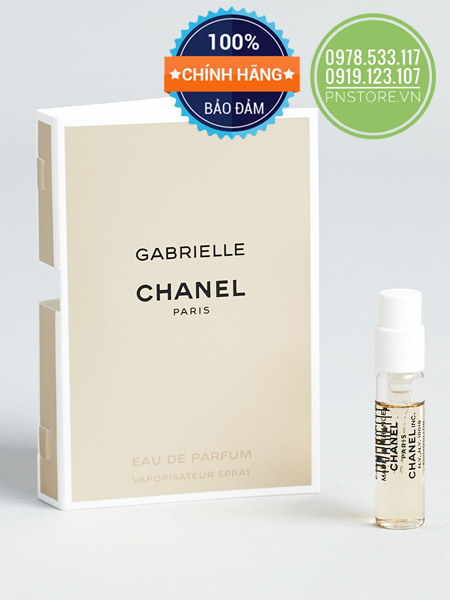 100%
CHÍNH HÃNG
BẢO ĐẢM
0978.533.117
0919.123.107
PNSTORE.VN
GABRIELLE
CHANEL
PARIS
EAU DE PARFUM
VAPORISATEUR SPRAY
CHANEL
PARIS
CHANEL INC.